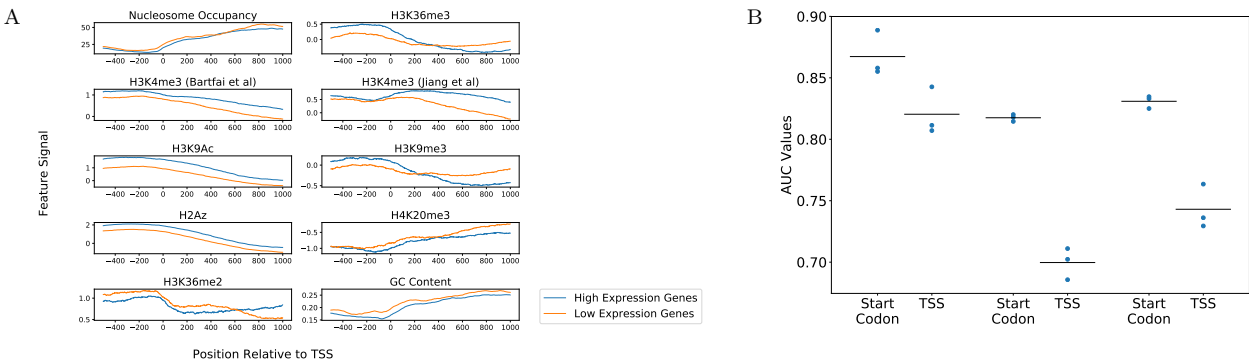 A
B
Nucleosome Occupancy
50
25
−400 −200 0 200 400 600 800 1000
H3K36me3
0.5
0.0
−400 −200 0 200 400 600 800 1000
H3K4me3 (Bartfai et al)
1
0
−400 −200 0 200 400 600 800 1000
H3K4me3 (Jiang et al)
0.5
0.0
−400 −200 0 200 400 600 800 1000
H3K9Ac
1
0
−400 −200 0 200 400 600 800 1000
H3K9me3
0.0
−0.5
−400 −200 0 200 400 600 800 1000
H2Az
2
0
−400 −200 0 200 400 600 800 1000
H4K20me3
−0.5
−1.0
−400 −200 0 200 400 600 800 1000
H3K36me2
1.0
0.5
−400 −200 0 200 400 600 800 1000
GC Content
0.25
0.20
−400 −200 0 200 400 600 800 1000
Feature Signal
Position Relative to TSS
High Expression Genes
Low Expression Genes
0.90
0.85
0.80
0.75
0.70
AUC Values
Start
Codon
TSS
Start
Codon
TSS
Start
Codon
TSS